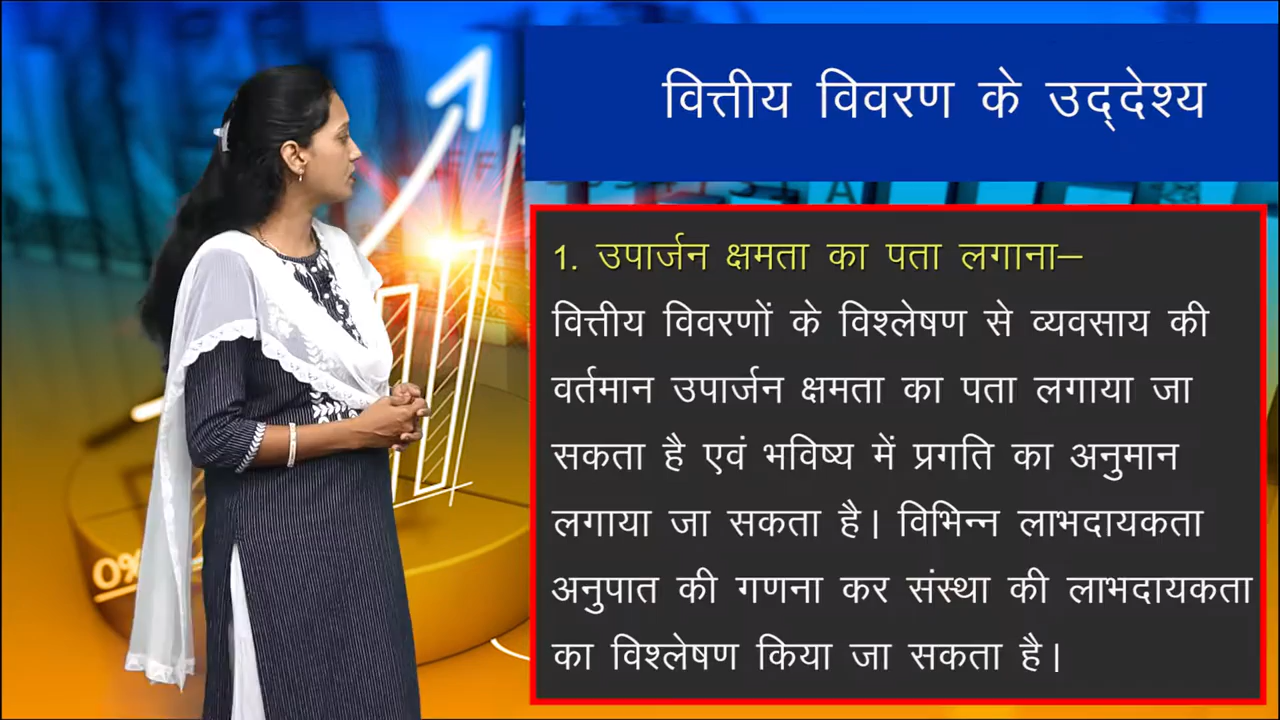 वित्तीय विवरण के उद्देश्य
1. उपार्जन क्षमता का पता लगाना–
वित्तीय विवरणों के विश्लेषण से व्यवसाय की
वर्तमान उपार्जन क्षमता का पता लगाया जा
सकता है एवं भविष्य में प्रगति का अनुमान
लगाया जा सकता है। विभिन्न लाभदायकता
अनुपात की गणना कर संस्था की लाभदायकता
का विश्लेषण किया जा सकता है।
0%